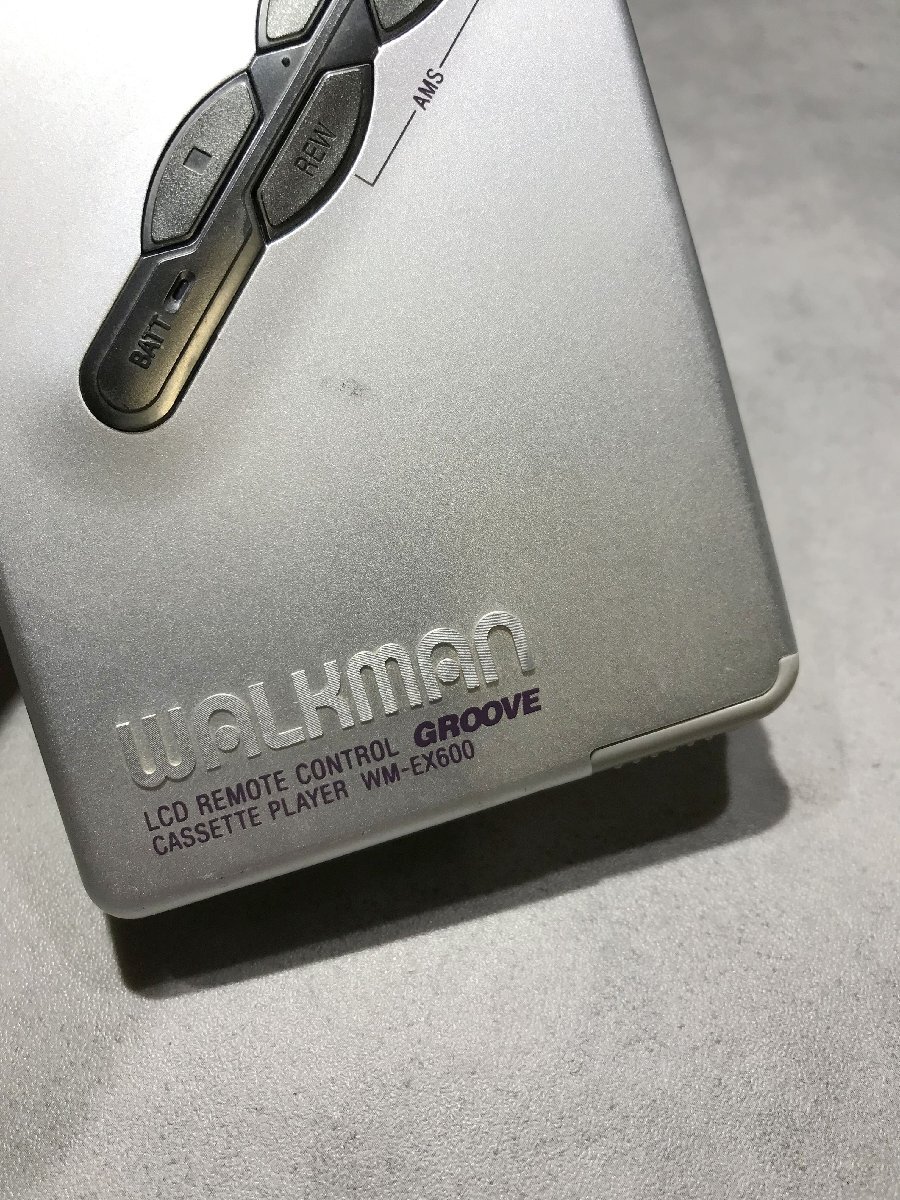 AMS
REW
BATT
WALKMAN
LCD REMOTE CONTROL GROOVE
CASSETTE PLAYER WM-EX600